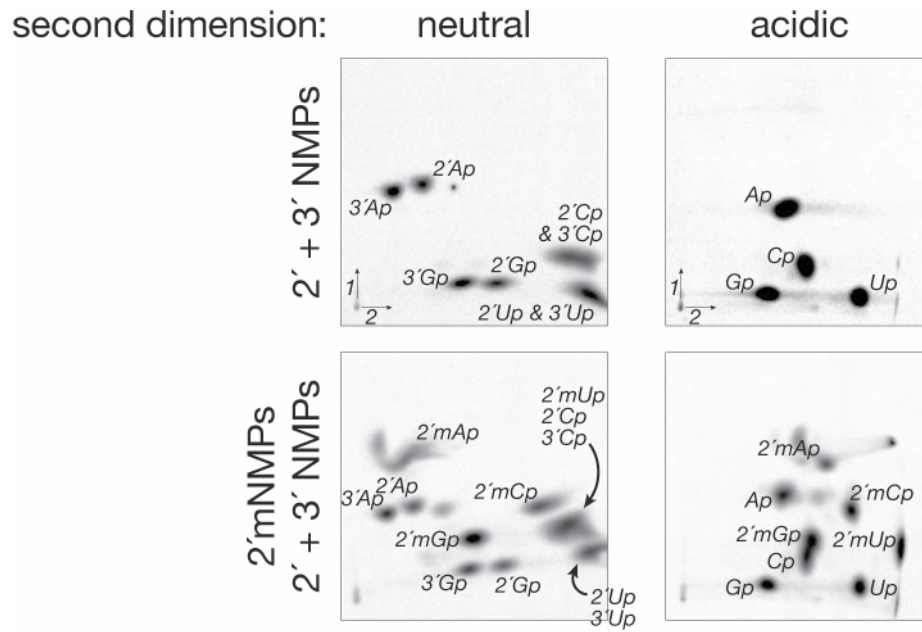 second dimension: neutral acidic
2´ + 3´ NMPs
2´Ap
3´Ap
2´Cp
& 3´Cp
3´Gp 2´Gp
2´Up & 3´Up
1
2
Ap
Cp
Gp
Up
1
2
2´mNMPs
2´ + 3´ NMPs
2´mUp
2´Cp
3´Cp
2´mAp
2´Ap
3´Ap
2´mCp
2´mGp
3´Gp 2´Gp
2´Up
3´Up
2´mAp
Ap
2´mCp
2´mGp
2´mUp
Cp
Gp
Up